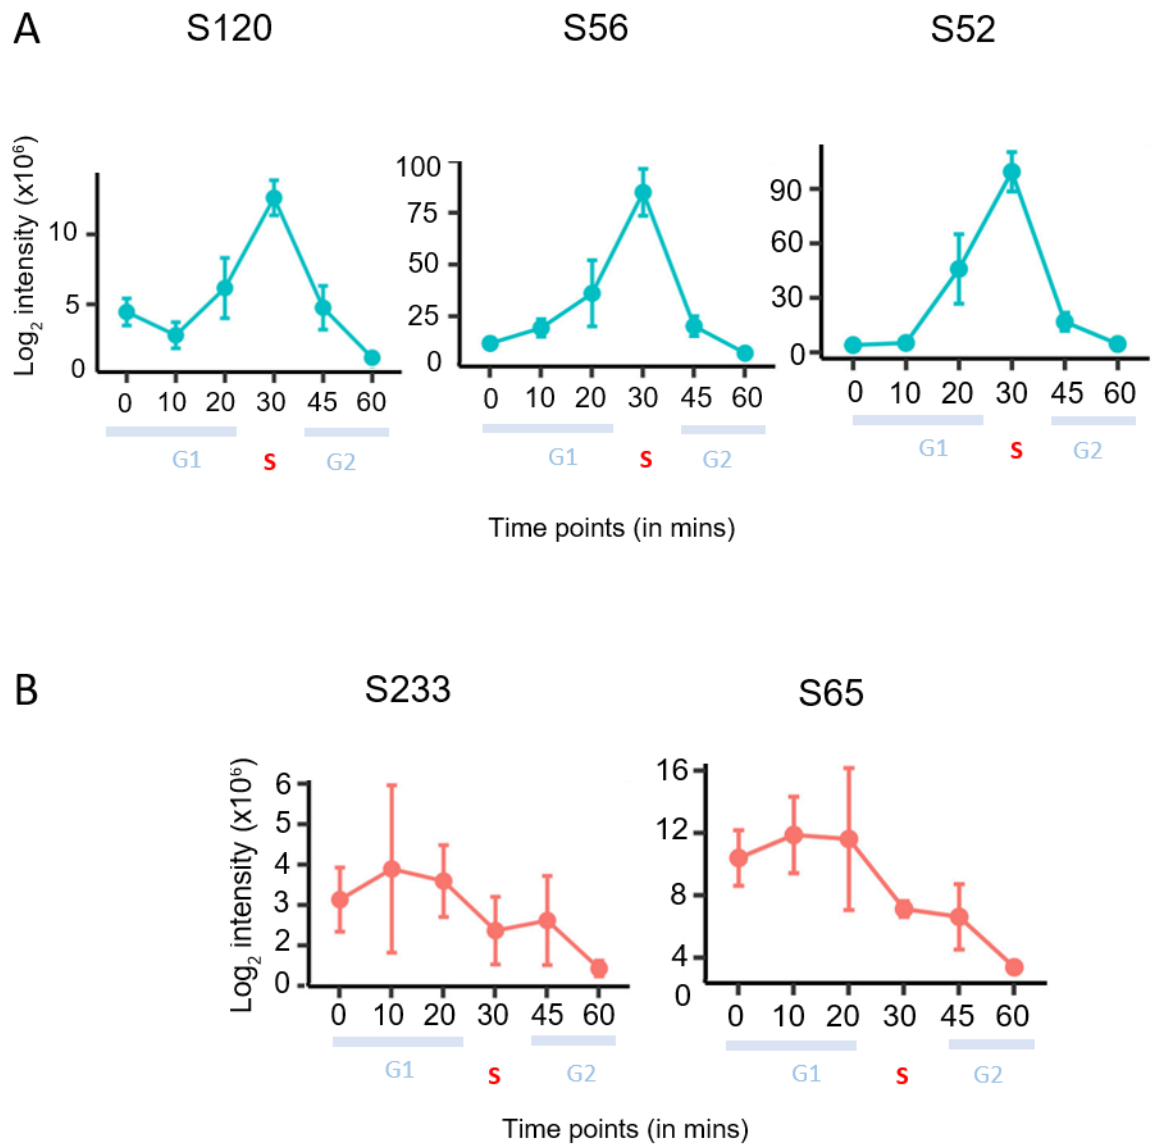 A
S120 S56 S52
Log₂ intensity (x10⁶)
10
5
0
0 10 20 30 45 60
G1 S G2
100
75
50
25
0
0 10 20 30 45 60
G1 S G2
90
60
30
0
0 10 20 30 45 60
G1 S G2
Time points (in mins)
B
S233 S65
Log₂ intensity (x10⁶)
6
5
4
3
2
0
0 10 20 30 45 60
G1 S G2
16
12
8
4
0
0 10 20 30 45 60
G1 S G2
Time points (in mins)